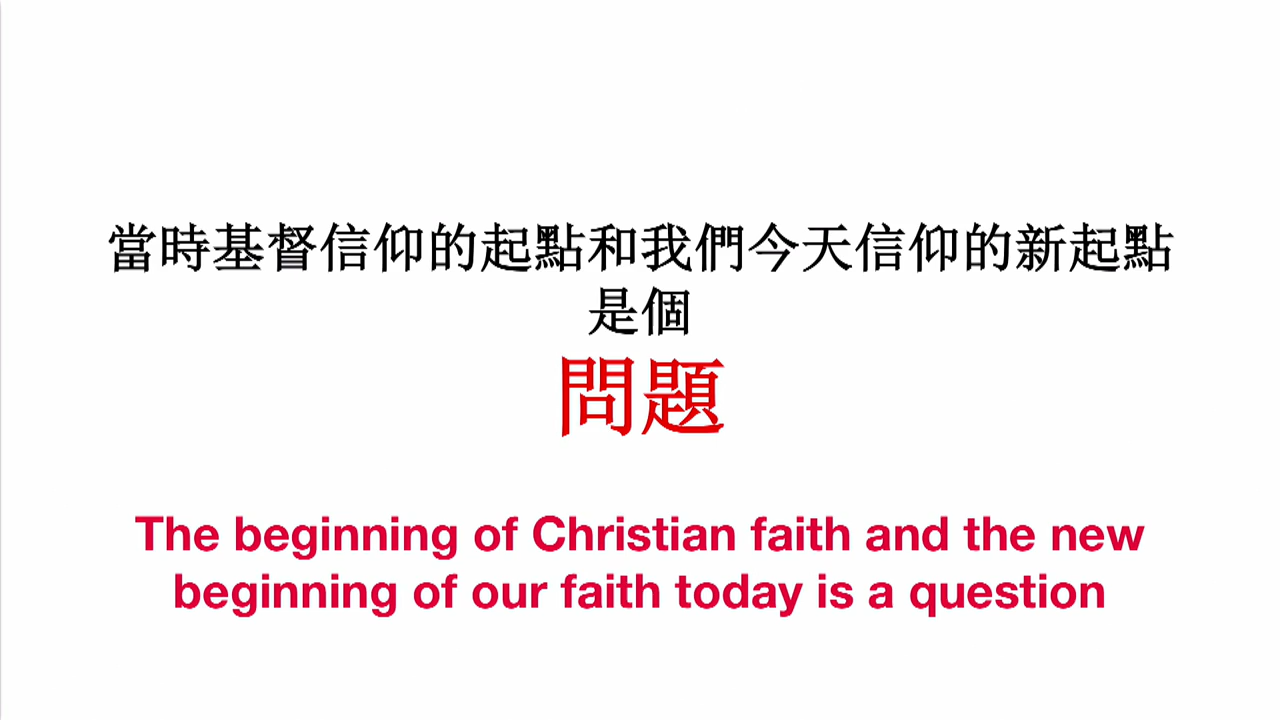 當時基督信仰的起點和我們今天信仰的新起點
是個
問題
The beginning of Christian faith and the new
beginning of our faith today is a question